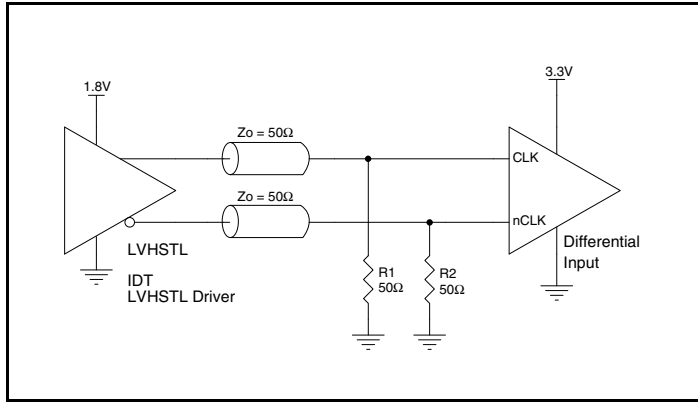 1.8V
3.3V
Zo = 50Ω
CLK
Zo = 50Ω
nCLK
LVHSTL
IDT
LVHSTL Driver
R1
50Ω
R2
50Ω
Differential
Input